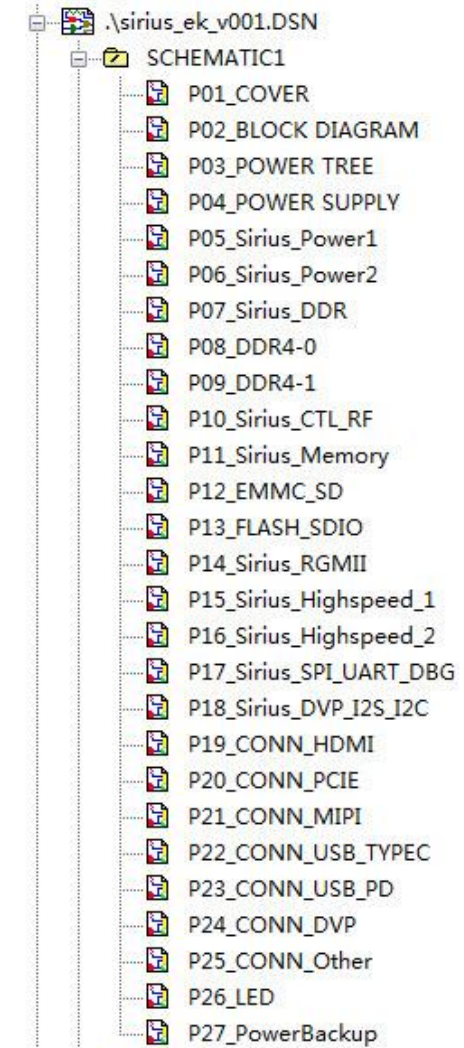 .\sirius_ek_v001.DSN
SCHEMATIC1
P01_COVER
P02_BLOCK DIAGRAM
P03_POWER TREE
P04_POWER SUPPLY
P05_Sirius_Power1
P06_Sirius_Power2
P07_Sirius_DDR
P08_DDR4-0
P09_DDR4-1
P10_Sirius_CTL_RF
P11_Sirius_Memory
P12_EMMC_SD
P13_FLASH_SDIO
P14_Sirius_RGMII
P15_Sirius_Highspeed_1
P16_Sirius_Highspeed_2
P17_Sirius_SPI_UART_DBG
P18_Sirius_DVP_I2S_I2C
P19_CONN_HDMI
P20_CONN_PCIE
P21_CONN_MIPI
P22_CONN_USB_TYPEC
P23_CONN_USB_PD
P24_CONN_DVP
P25_CONN_Other
P26_LED
P27_PowerBackup